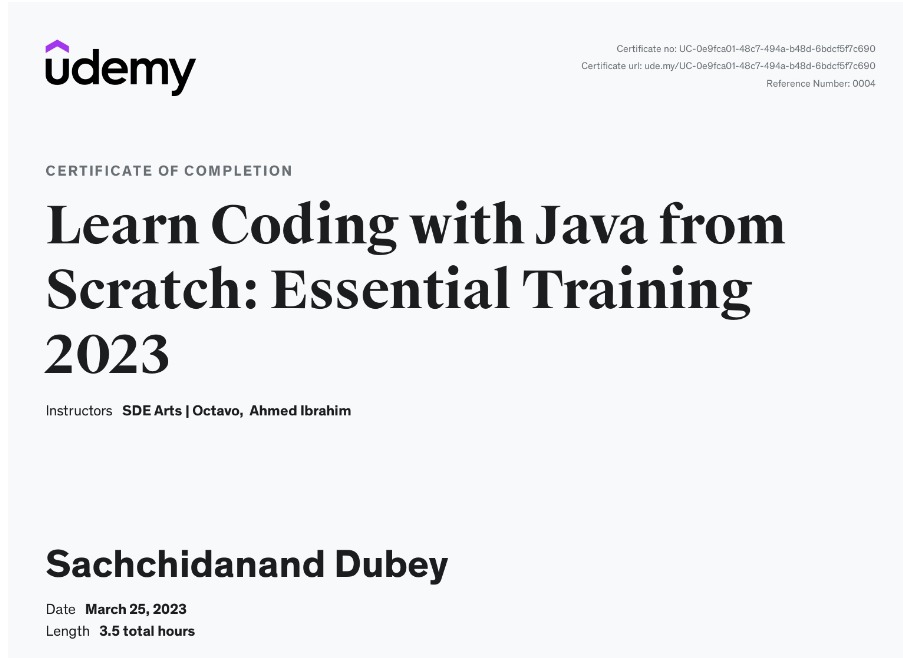 udemy
Certificate no: UC-0e9fca01-48c7-494a-b48d-6bdcf5f7c690
Certificate url: ude.my/UC-0e9fca01-48c7-494a-b48d-6bdcf5f7c690
Reference Number: 0004
CERTIFICATE OF COMPLETION
Learn Coding with Java from
Scratch: Essential Training
2023
Instructors SDE Arts | Octavo, Ahmed Ibrahim
Sachchidanand Dubey
Date March 25, 2023
Length 3.5 total hours